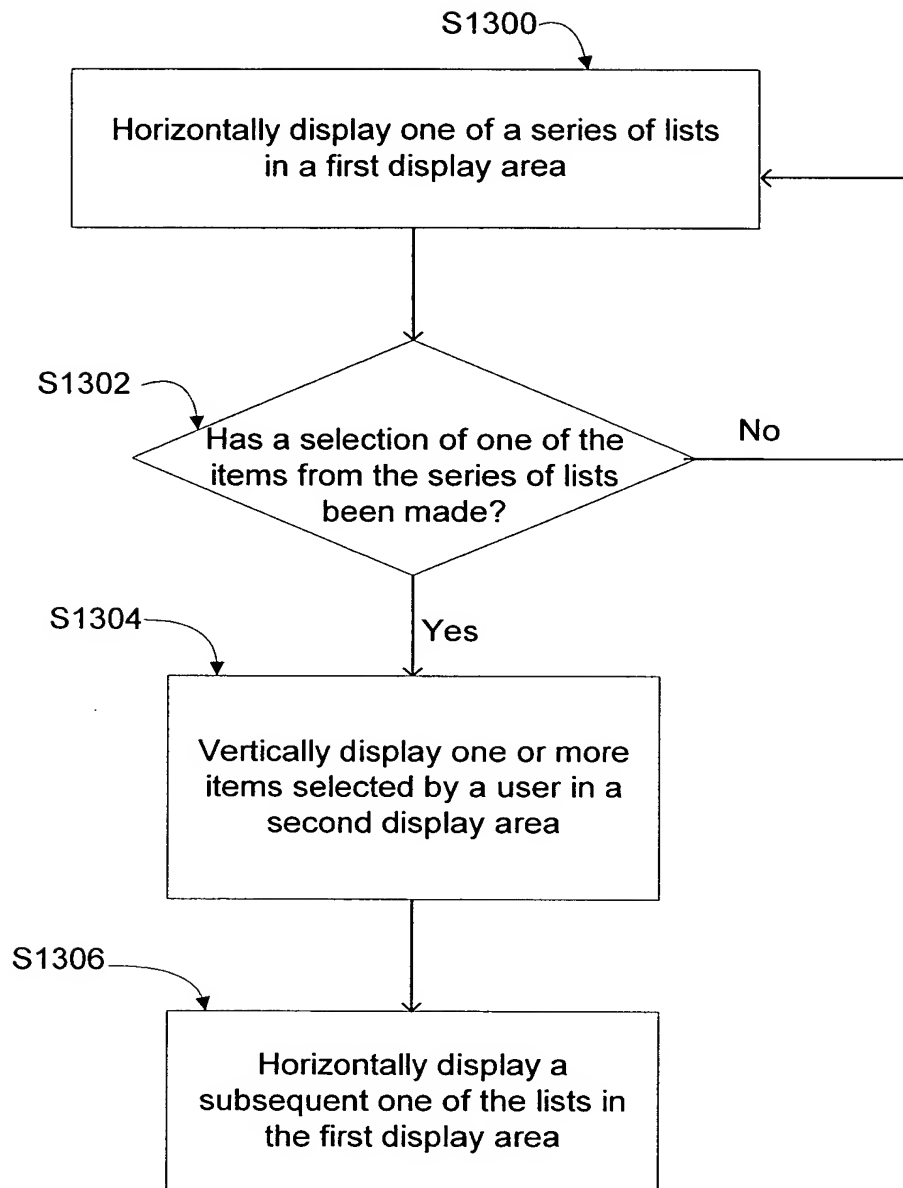 S1300
Horizontally display one of a series of lists
in a first display area
S1302
Has a selection of one of the
items from the series of lists
been made?
No
S1304
Yes
Vertically display one or more
items selected by a user in a
second display area
S1306
Horizontally display a
subsequent one of the lists in
the first display area